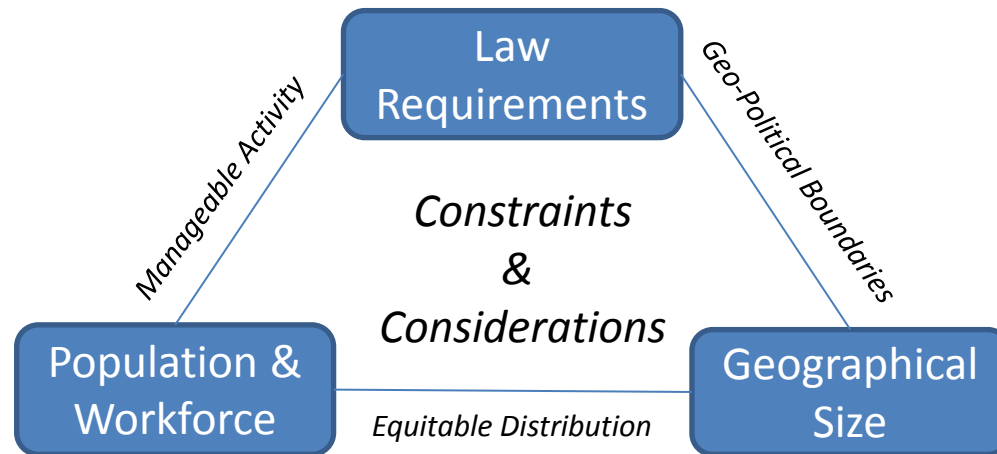 Law
Requirements
Manageable Activity
Geo-Political Boundaries
Constraints
&
Considerations
Population &
Workforce
Equitable Distribution
Geographical
Size